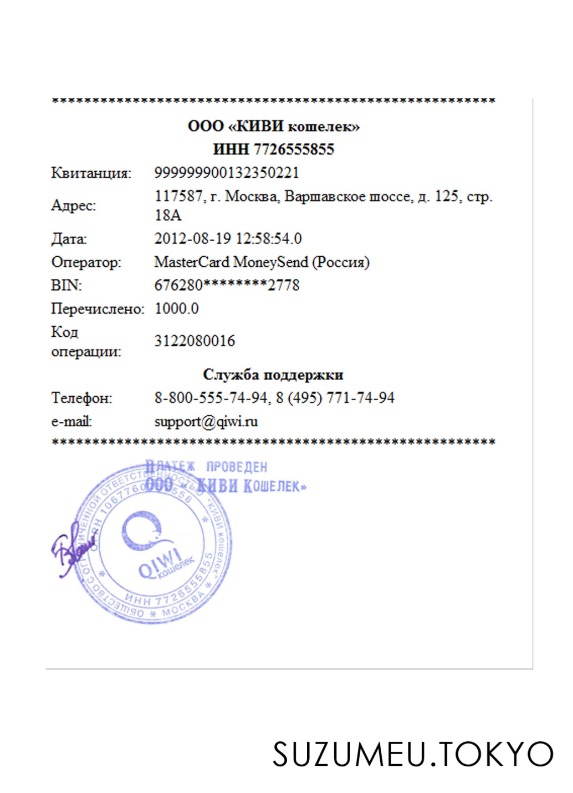 *******************************************************
ООО «КИВИ кошелек»
ИНН 7726555855
Квитанция: 999999900132350221
Адрес: 117587, г. Москва, Варшавское шоссе, д. 125, стр.
18А
Дата: 2012-08-19 12:58:54.0
Оператор: MasterCard MoneySend (Россия)
BIN: 676280********2778
Перечислено: 1000.0
Код
операции: 3122080016
Служба поддержки
Телефон: 8-800-555-74-94, 8 (495) 771-74-94
e-mail: support@qiwi.ru
*******************************************************
ПЛАТЕЖ ПРОВЕДЕН
ООО « КИВИ КОШЕЛЕК»
ОБЩЕСТВО С ОГРАНИЧЕННОЙ ОТВЕТСТВЕННОСТЬЮ "КИВИ кошелек"
МОСКВА
ИНН 7726555855
QIWI
кошелек
SUZUMEU.TOKYO